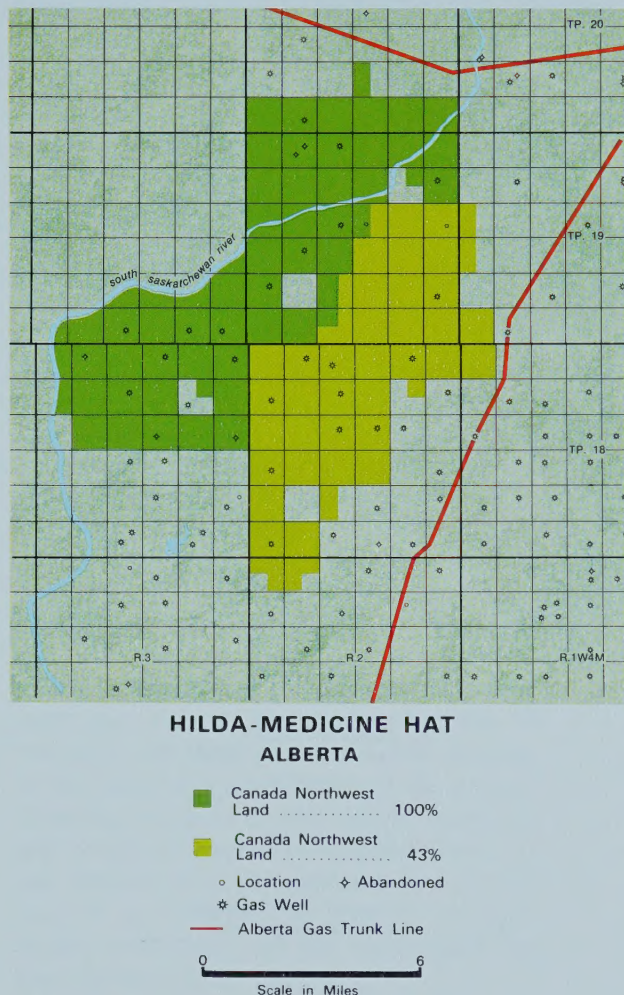 TP. 20
TP. 19
south saskatchewan river
TP. 18
R.3
R.2
R.1W4M
HILDA-MEDICINE HAT
ALBERTA
Canada Northwest
Land .............. 100%
Canada Northwest
Land ................ 43%
Location Abandoned
Gas Well
Alberta Gas Trunk Line
0 6
Scale in Miles